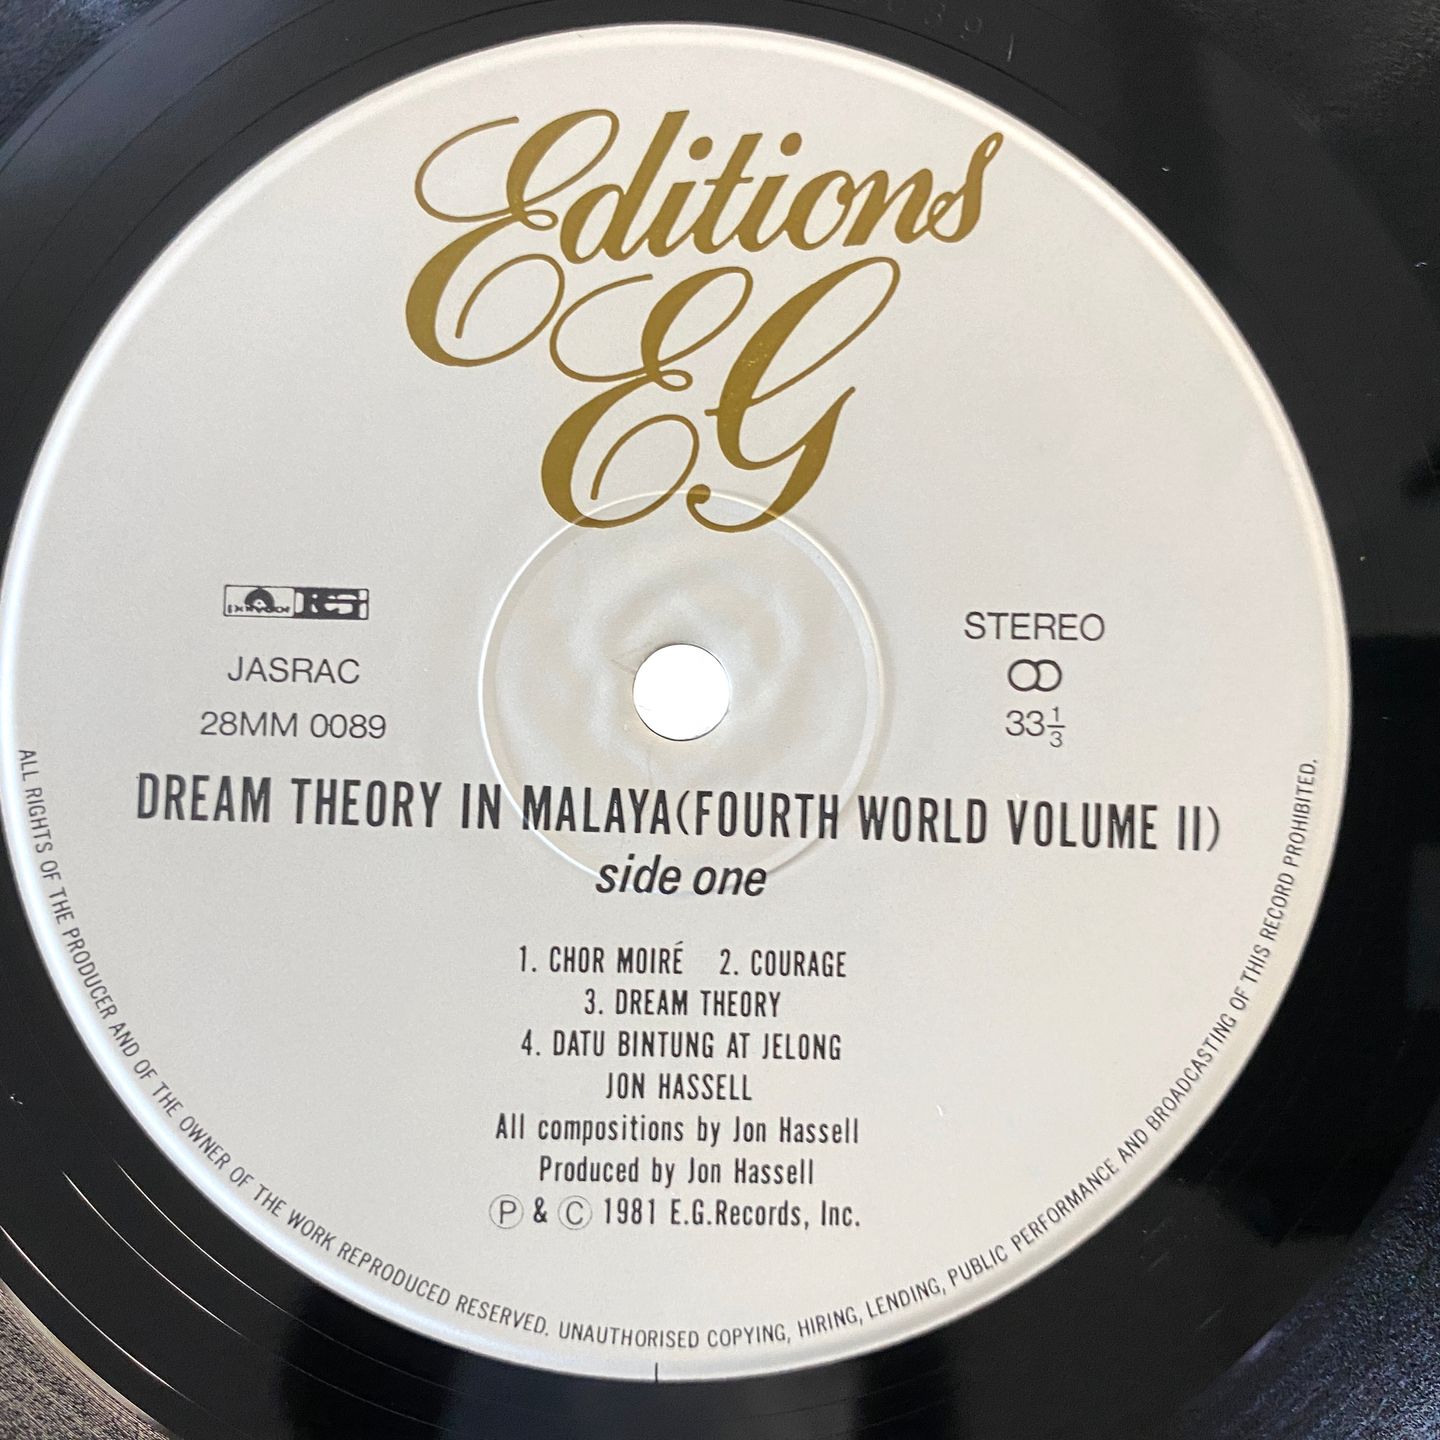 Editions
EG
polydor
JASRAC
28MM 0089
STEREO
33 1/3
DREAM THEORY IN MALAYA(FOURTH WORLD VOLUME II)
side one
1. CHOR MOIRÉ 2. COURAGE
3. DREAM THEORY
4. DATU BINTUNG AT JELONG
JON HASSELL
All compositions by Jon Hassell
Produced by Jon Hassell
Ⓟ & Ⓒ 1981 E.G.Records, Inc.
ALL RIGHTS OF THE PRODUCER AND OF THE OWNER OF THE WORK REPRODUCED RESERVED. UNAUTHORISED COPYING, HIRING, LENDING, PUBLIC PERFORMANCE AND BROADCASTING OF THIS RECORD PROHIBITED.